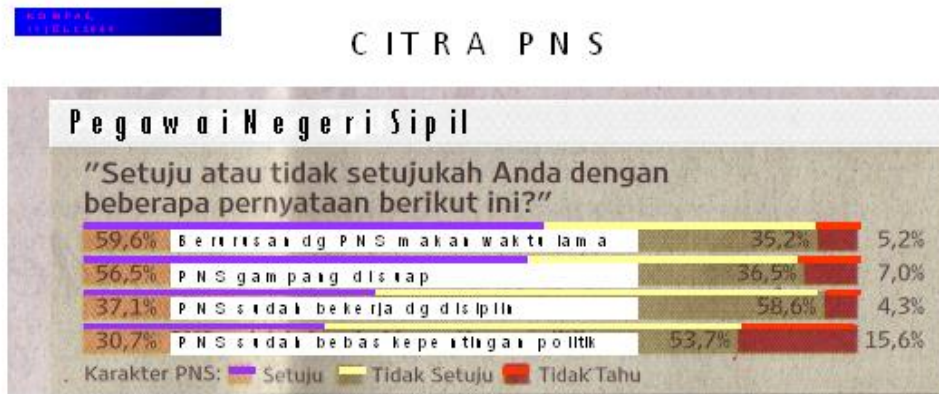 KOMPAS,
CITRA PNS
Pegawai Negeri Sipil
"Setuju atau tidak setujukah Anda dengan
beberapa pernyataan berikut ini?"
59,6% Berurusan dg PNS makan waktu lama 35,2% 5,2%
56,5% PNS gampang disuap 36,5% 7,0%
37,1% PNS sudah bekerja dg disiplin 58,6% 4,3%
30,7% PNS sudah bebas kepentingan politik 53,7% 15,6%
Karakter PNS: Setuju Tidak Setuju Tidak Tahu